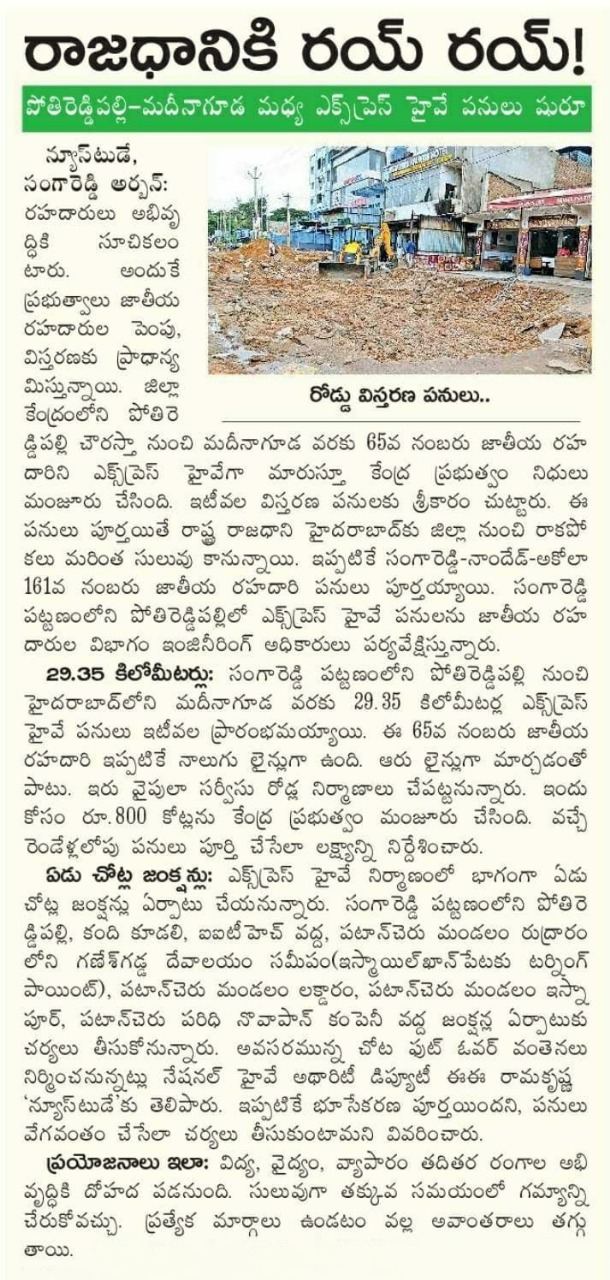 రాజధానికి రయ్ రయ్!
పోతిరెడ్డిపల్లి-మదీనాగూడ మధ్య ఎక్స్‌ప్రెస్ హైవే పనులు షురూ
న్యూస్‌టుడే,
సంగారెడ్డి అర్బన్:
రహదారులు అభివృ
ద్ధికి సూచికలం
టారు. అందుకే
ప్రభుత్వాలు జాతీయ
రహదారుల పెంపు,
విస్తరణకు ప్రాధాన్య
మిస్తున్నాయి. జిల్లా
కేంద్రంలోని పోతిరె
రోడ్డు విస్తరణ పనులు..
డ్డిపల్లి చౌరస్తా నుంచి మదీనాగూడ వరకు 65వ నంబరు జాతీయ రహ
దారిని ఎక్స్‌ప్రెస్ హైవేగా మారుస్తూ కేంద్ర ప్రభుత్వం నిధులు
మంజూరు చేసింది. ఇటీవల విస్తరణ పనులకు శ్రీకారం చుట్టారు. ఈ
పనులు పూర్తయితే రాష్ట్ర రాజధాని హైదరాబాద్‌కు జిల్లా నుంచి రాకపో
కలు మరింత సులువు కానున్నాయి. ఇప్పటికే సంగారెడ్డి-నాందేడ్-అకోలా
161వ నంబరు జాతీయ రహదారి పనులు పూర్తయ్యాయి. సంగారెడ్డి
పట్టణంలోని పోతిరెడ్డిపల్లిలో ఎక్స్‌ప్రెస్ హైవే పనులను జాతీయ రహ
దారుల విభాగం ఇంజినీరింగ్ అధికారులు పర్యవేక్షిస్తున్నారు.
29.35 కిలోమీటర్లు: సంగారెడ్డి పట్టణంలోని పోతిరెడ్డిపల్లి నుంచి
హైదరాబాద్‌లోని మదీనాగూడ వరకు 29.35 కిలోమీటర్ల ఎక్స్‌ప్రెస్
హైవే పనులు ఇటీవల ప్రారంభమయ్యాయి. ఈ 65వ నంబరు జాతీయ
రహదారి ఇప్పటికే నాలుగు లైన్లుగా ఉంది. ఆరు లైన్లుగా మార్చడంతో
పాటు. ఇరు వైపులా సర్వీసు రోడ్ల నిర్మాణాలు చేపట్టనున్నారు. ఇందు
కోసం రూ.800 కోట్లను కేంద్ర ప్రభుత్వం మంజూరు చేసింది. వచ్చే
రెండేళ్లలోపు పనులు పూర్తి చేసేలా లక్ష్యాన్ని నిర్దేశించారు.
ఏడు చోట్ల జంక్షన్లు: ఎక్స్‌ప్రెస్ హైవే నిర్మాణంలో భాగంగా ఏడు
చోట్ల జంక్షన్లు ఏర్పాటు చేయనున్నారు. సంగారెడ్డి పట్టణంలోని పోతిరె
డ్డిపల్లి, కంది కూడలి, ఐఐటీహెచ్ వద్ద, పటాన్‌చెరు మండలం రుద్రారం
లోని గణేశ్‌గడ్డ దేవాలయం సమీపం(ఇస్మాయిల్‌ఖాన్‌పేటకు టర్నింగ్
పాయింట్), పటాన్‌చెరు మండలం లక్డారం, పటాన్‌చెరు మండలం ఇస్నా
పూర్, పటాన్‌చెరు పరిధి నోవాపాన్ కంపెనీ వద్ద జంక్షన్ల ఏర్పాటుకు
చర్యలు తీసుకోనున్నారు. అవసరమున్న చోట ఫుట్ ఓవర్ వంతెనలు
నిర్మించనున్నట్లు నేషనల్ హైవే అథారిటీ డిప్యూటీ ఈఈ రామకృష్ణ
'న్యూస్‌టుడే'కు తెలిపారు. ఇప్పటికే భూసేకరణ పూర్తయిందని, పనులు
వేగవంతం చేసేలా చర్యలు తీసుకుంటామని వివరించారు.
ప్రయోజనాలు ఇలా: విద్య, వైద్యం, వ్యాపారం తదితర రంగాల అభి
వృద్ధికి దోహద పడనుంది. సులువుగా తక్కువ సమయంలో గమ్యాన్ని
చేరుకోవచ్చు. ప్రత్యేక మార్గాలు ఉండటం వల్ల అవాంతరాలు తగ్గు
తాయి.